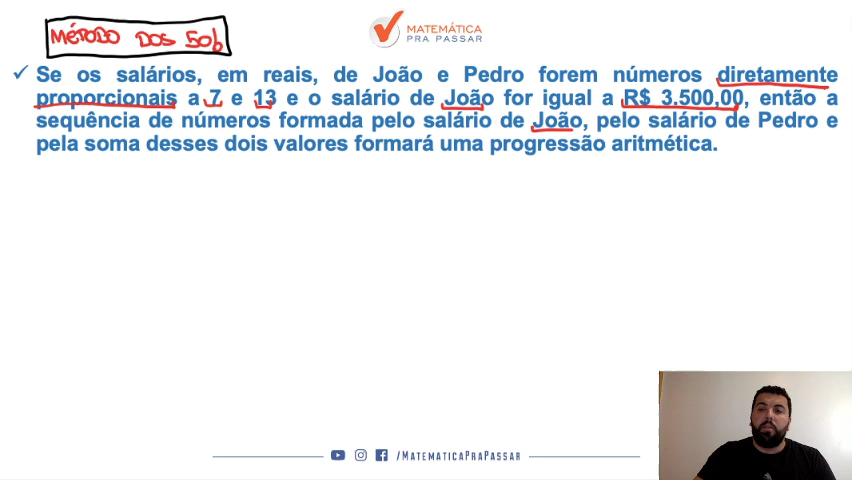 MÉTODO DOS 50b
MATEMÁTICA
PRA PASSAR
✓ Se os salários, em reais, de João e Pedro forem números diretamente
proporcionais a 7 e 13 e o salário de João for igual a R$ 3.500,00, então a
sequência de números formada pelo salário de João, pelo salário de Pedro e
pela soma desses dois valores formará uma progressão aritmética.
/MATEMATICAPRAPASSAR